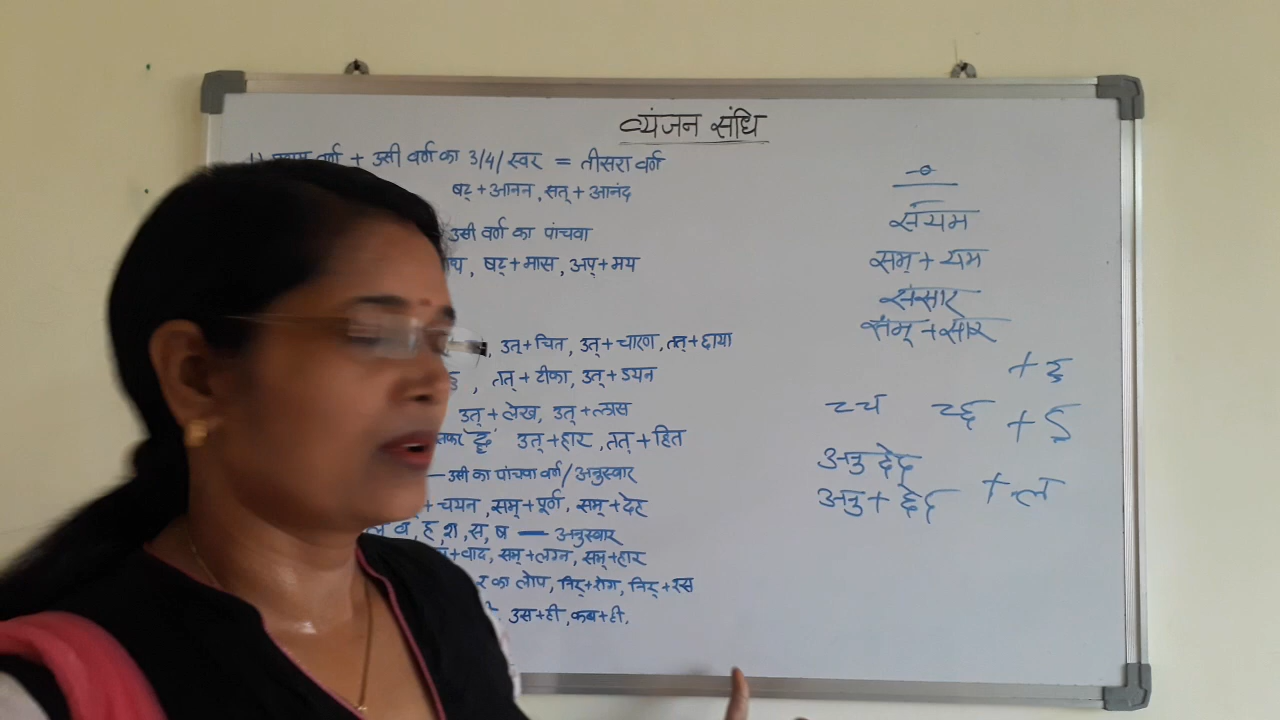 व्यंजन संधि
वर्ण + उसी वर्ण का 3/4/ स्वर = तीसरा वर्ण
षट् + आनन, सत् + आनंद
उसी वर्ण का पांचवा
षट् + मास, अप् + मय
उत् + चित, उत् + चारण, तत् + छाया
तत् + टीका, उत् + डयन
उत् + लेख, उत् + लास
उत् + हार, तत् + हित
— उसी का पांचवा वर्ण / अनुस्वार
+ चयन, सम् + पूर्ण, सम् + देह
व, ह, श, स, ष — अनुस्वार
+ वाद, सम् + लग्न, सम् + हार
र का लोप, निर् + रोग, निर् + रस
उस + ही, कब + ही.
संयम
सम् + यम
संसार
सम् + सार
+ छ
च्च च्छ + ड
अनु
अनु + + ल